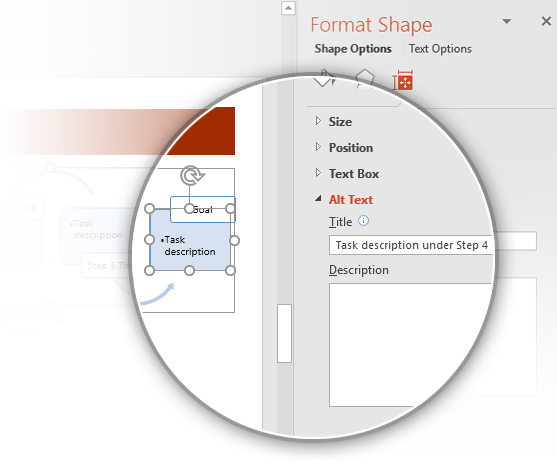 Format Shape
Shape Options Text Options
Size
Position
Text Box
Alt Text
Title
Task description under Step 4
Description
Goal
•Task
description
•Task
description
Step 3 Title